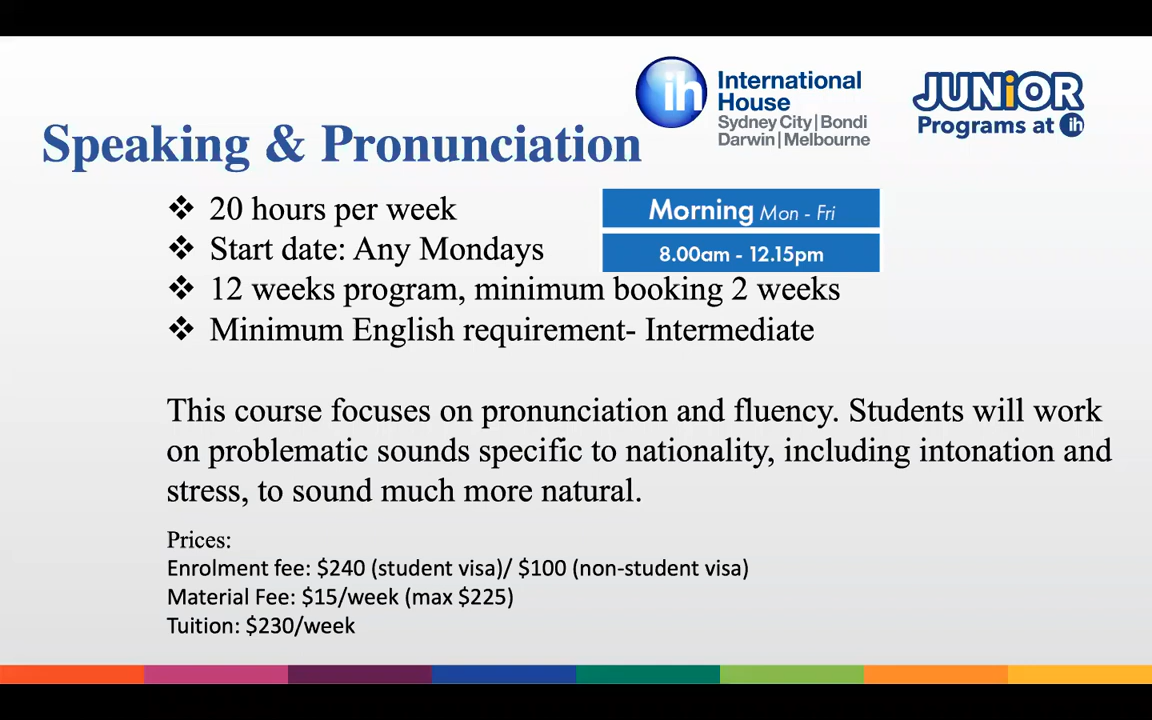 ih
International
House
Sydney City|Bondi
Darwin|Melbourne
JUNiOR
Programs at ih
Speaking & Pronunciation
❖ 20 hours per week
Morning Mon - Fri
❖ Start date: Any Mondays
8.00am - 12.15pm
❖ 12 weeks program, minimum booking 2 weeks
❖ Minimum English requirement- Intermediate
This course focuses on pronunciation and fluency. Students will work
on problematic sounds specific to nationality, including intonation and
stress, to sound much more natural.
Prices:
Enrolment fee: $240 (student visa)/ $100 (non-student visa)
Material Fee: $15/week (max $225)
Tuition: $230/week